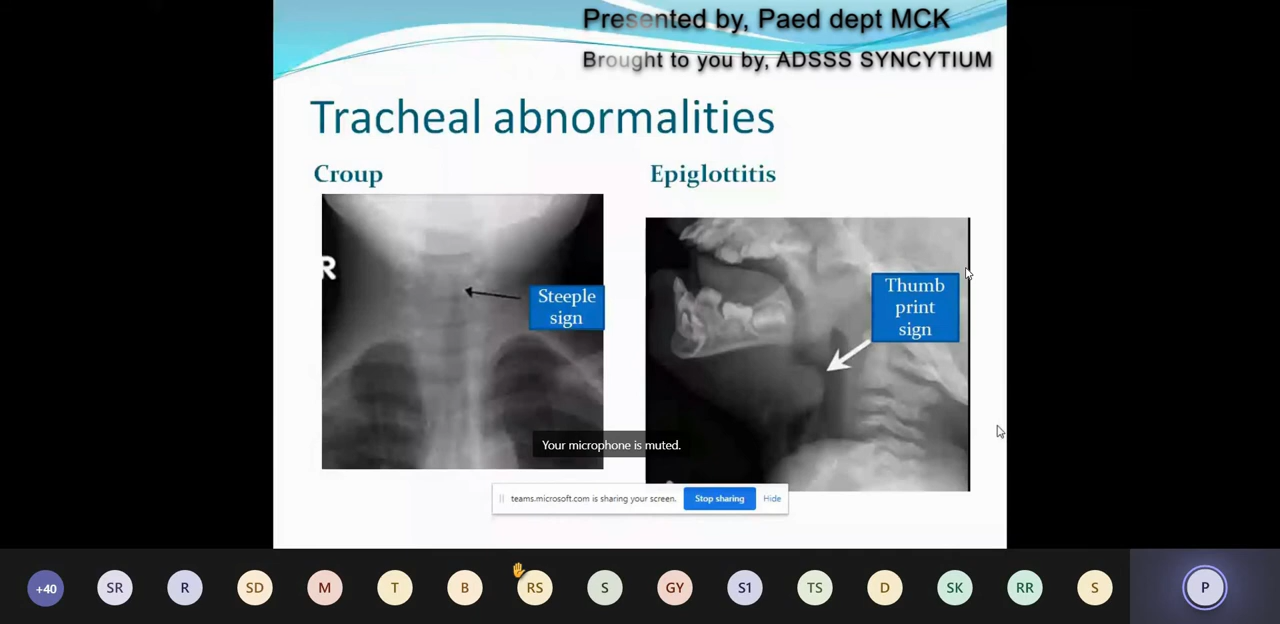 Presented by, Paed dept MCK
Brought to you by, ADSSS SYNCYTIUM
Tracheal abnormalities
Croup
Epiglottitis
R
Steeple
sign
Thumb
print
sign
Your microphone is muted.
teams.microsoft.com is sharing your screen.
Stop sharing
Hide
+40
SR
R
SD
M
T
B
RS
S
GY
S1
TS
D
SK
RR
S
P